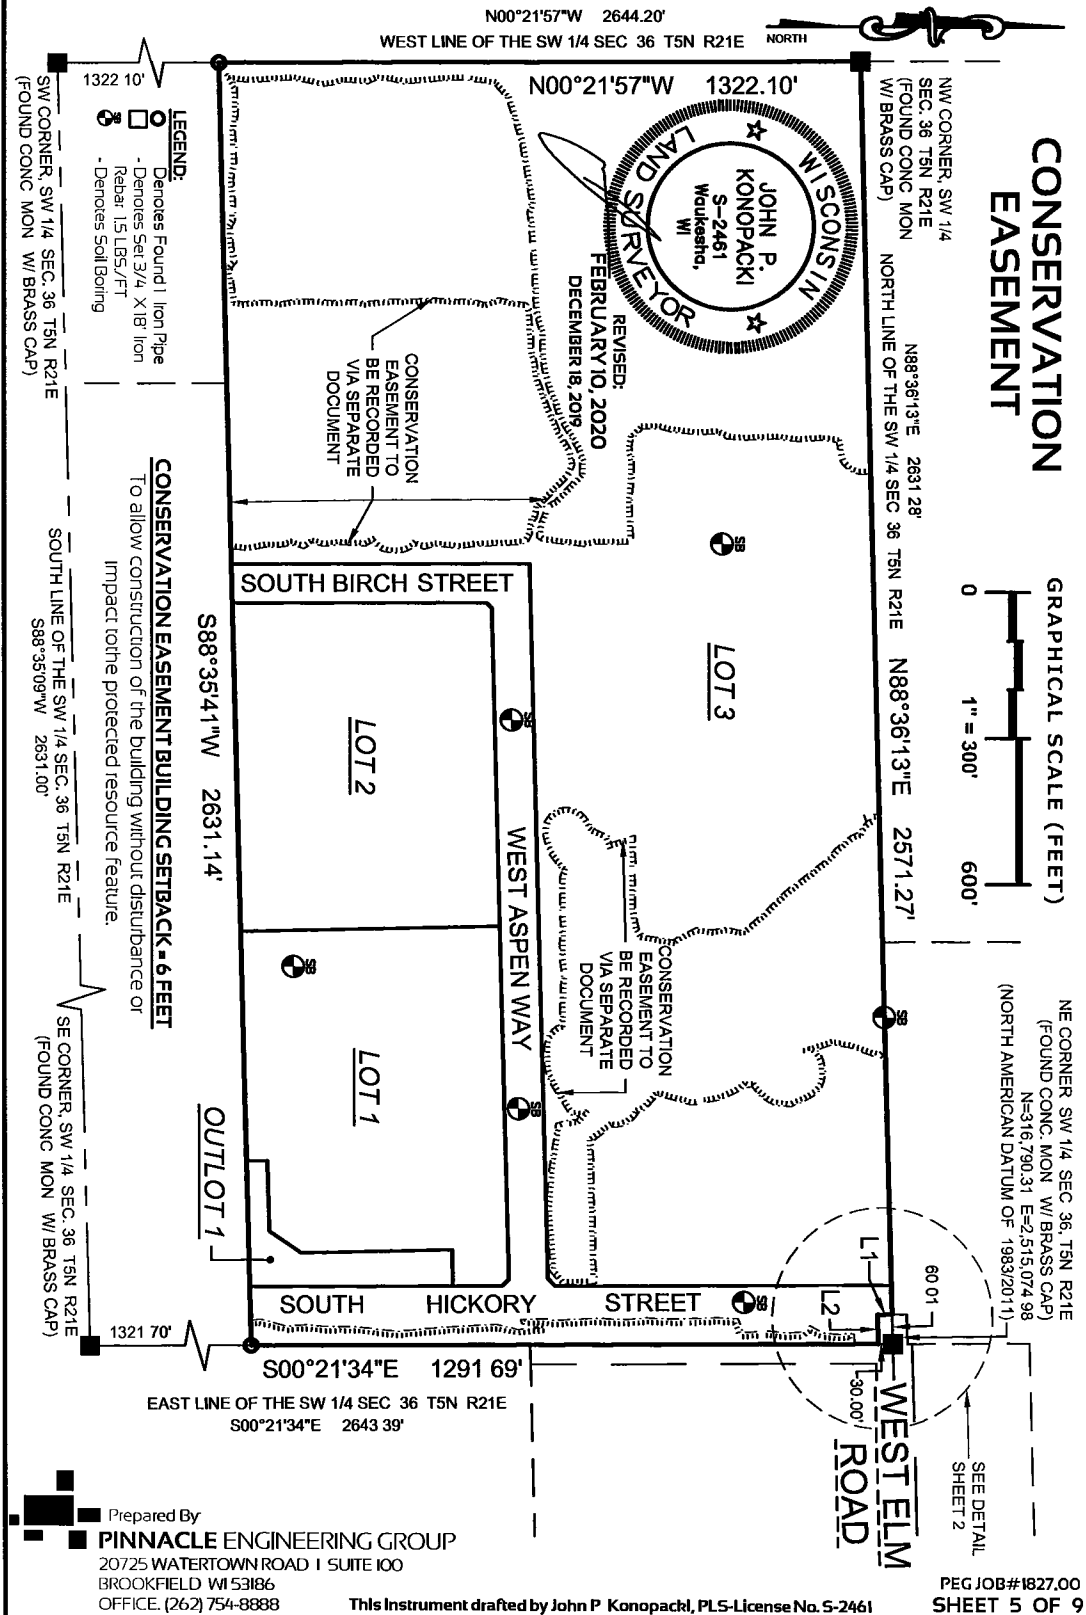 CONSERVATION
EASEMENT
GRAPHICAL SCALE (FEET)
0
1" = 300'
600'
N00°21'57"W 2644.20'
WEST LINE OF THE SW 1/4 SEC 36 T5N R21E
NORTH
N00°21'57"W 1322.10'
NW CORNER, SW 1/4
SEC. 36 T5N R21E
(FOUND CONC MON
W/ BRASS CAP)
N88°36'13"E 2631 28'
NORTH LINE OF THE SW 1/4 SEC 36 T5N R21E
N88°36'13"E 2571.27'
NE CORNER SW 1/4 SEC 36, T5N R21E
(FOUND CONC. MON W/ BRASS CAP)
N=316,790.31 E=2,515,074 98
(NORTH AMERICAN DATUM OF 1983/2011)
WISCONSIN
LAND SURVEYOR
JOHN P.
KONOPACKI
S-2461
Waukesha,
WI
REVISED:
FEBRUARY 10, 2020
DECEMBER 18, 2019
CONSERVATION
EASEMENT TO
BE RECORDED
VIA SEPARATE
DOCUMENT
SB
LOT 3
SOUTH BIRCH STREET
SB
LOT 2
WEST ASPEN WAY
CONSERVATION
EASEMENT TO
BE RECORDED
VIA SEPARATE
DOCUMENT
SB
SB
SB
LOT 1
OUTLOT 1
SOUTH HICKORY STREET
SB
L1
L2
60 01
30.00'
WEST ELM
ROAD
SEE DETAIL
SHEET 2
1322 10'
SW CORNER, SW 1/4 SEC. 36 T5N R21E
(FOUND CONC MON W/ BRASS CAP)
LEGEND:
Denotes Found 1 Iron Pipe
- Denotes Set 3/4 X 18" Iron
Rebar 1.5 LBS/FT
SB
- Denotes Soil Boring
S88°35'41"W 2631.14'
CONSERVATION EASEMENT BUILDING SETBACK = 6 FEET
To allow construction of the building without disturbance or
impact to the protected resource feature.
SOUTH LINE OF THE SW 1/4 SEC. 36 T5N R21E
S88°35'09"W 2631.00'
SE CORNER, SW 1/4 SEC. 36 T5N R21E
(FOUND CONC MON W/ BRASS CAP)
1321 70'
S00°21'34"E 1291 69'
EAST LINE OF THE SW 1/4 SEC 36 T5N R21E
S00°21'34"E 2643 39'
Prepared By
PINNACLE ENGINEERING GROUP
20725 WATERTOWN ROAD I SUITE 100
BROOKFIELD WI 53186
OFFICE. (262) 754-8888
This Instrument drafted by John P Konopacki, PLS-License No. S-2461
PEG JOB#1827.00
SHEET 5 OF 9